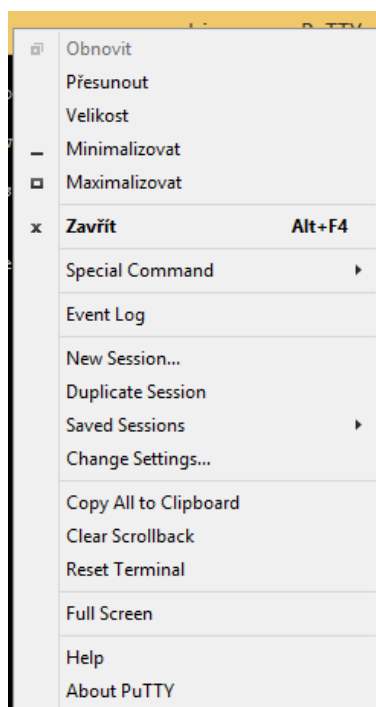 Obnovit
Přesunout
Velikost
Minimalizovat
Maximalizovat
Zavřít Alt+F4
Special Command
Event Log
New Session...
Duplicate Session
Saved Sessions
Change Settings...
Copy All to Clipboard
Clear Scrollback
Reset Terminal
Full Screen
Help
About PuTTY